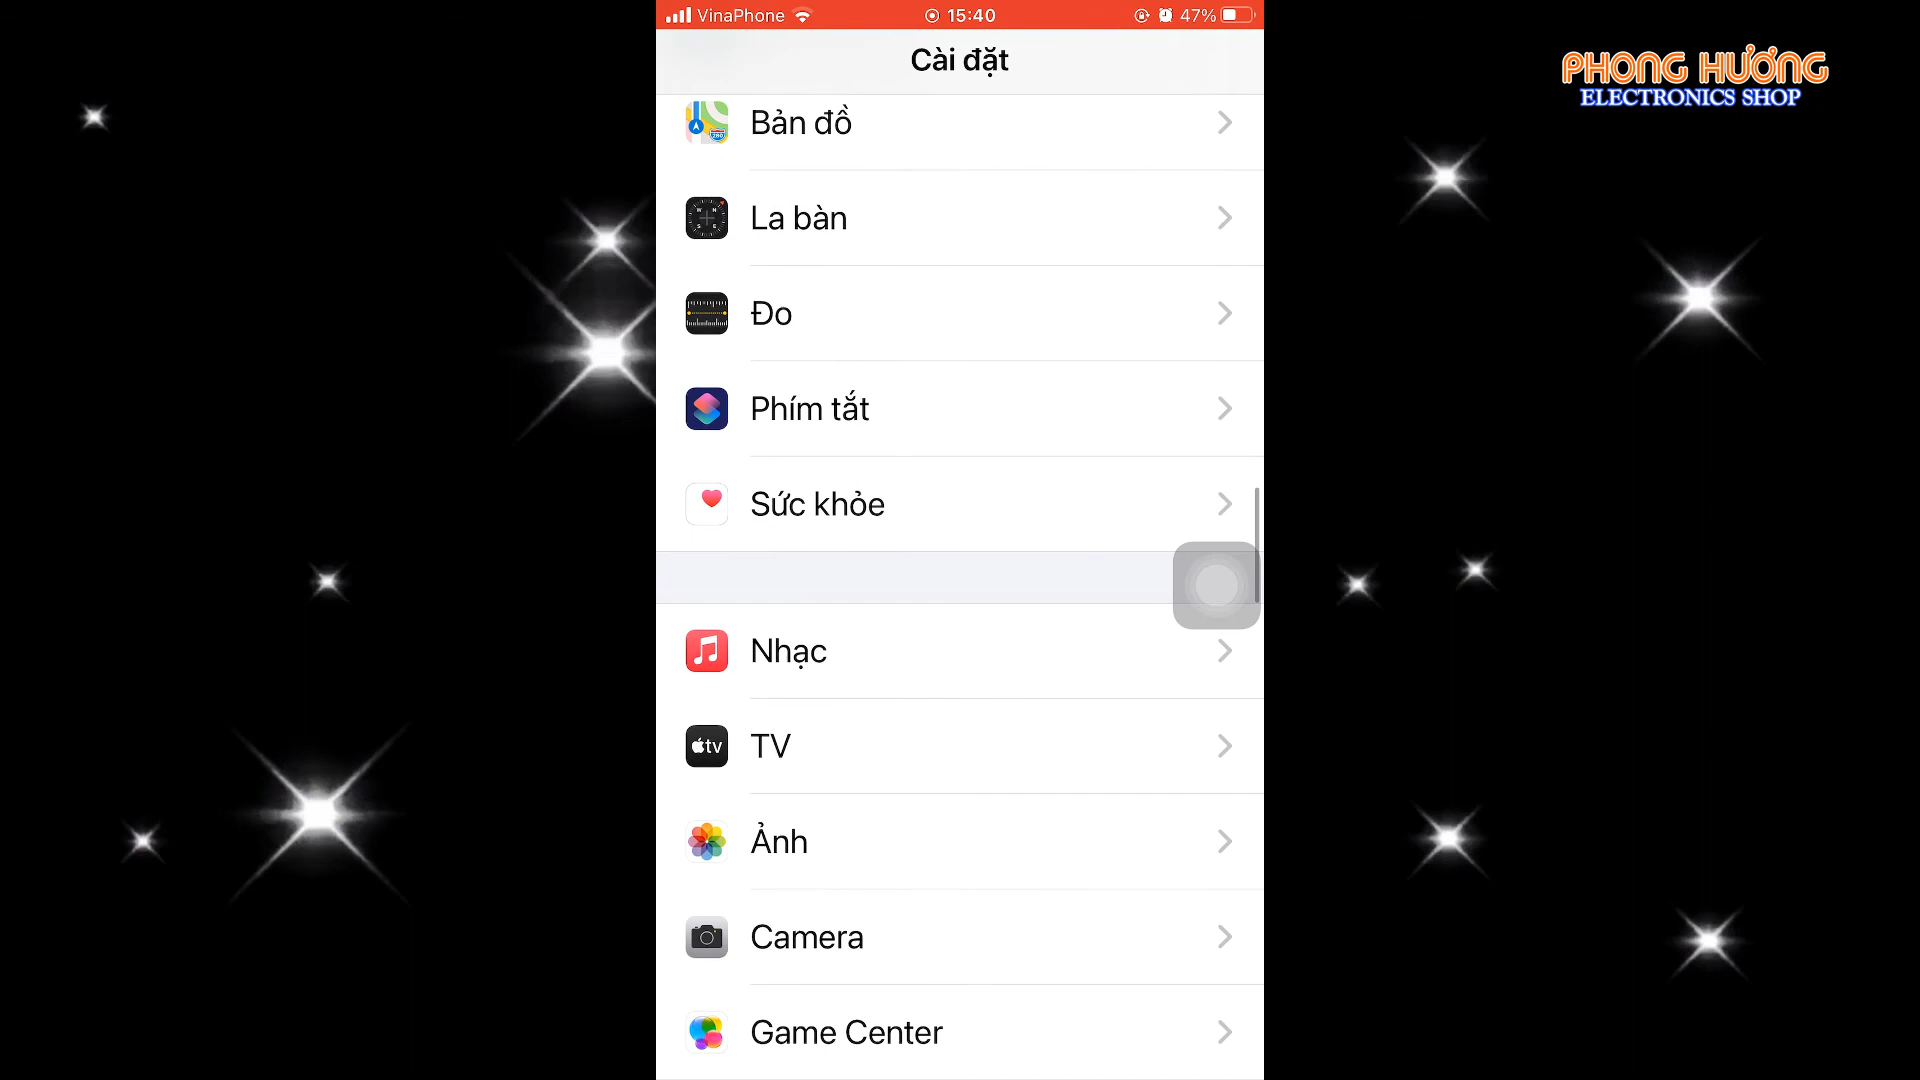 VinaPhone 15:40 47%
PHONG HƯƠNG
ELECTRONICS SHOP
Cài đặt
Bản đồ
La bàn
Đo
Phím tắt
Sức khỏe
Nhạc
tv TV
Ảnh
Camera
Game Center